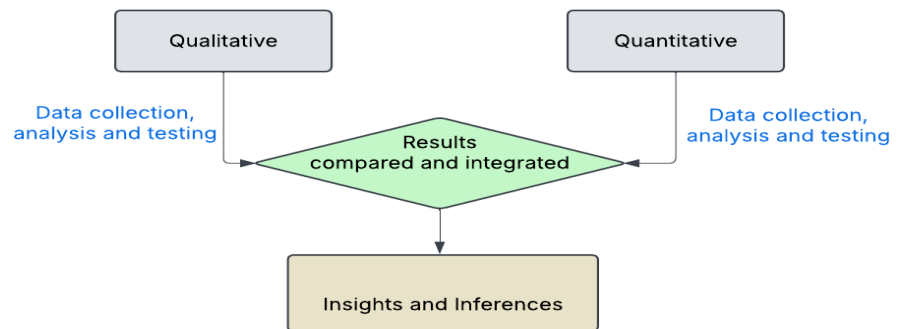 Qualitative
Quantitative
Data collection,
analysis and testing
Data collection,
analysis and testing
Results
compared and integrated
Insights and Inferences